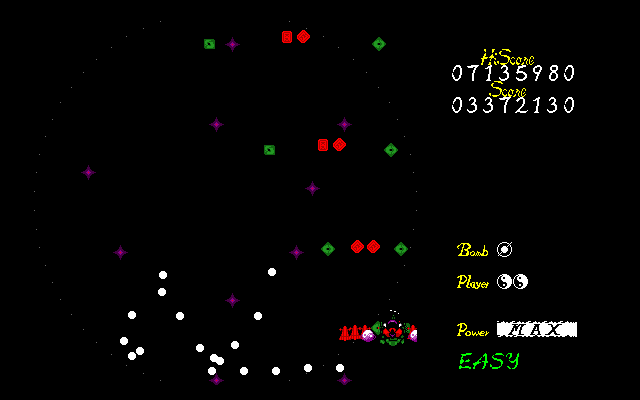 HiScore
07135980
Score
03372130
Bomb
Player
Power MAX
EASY